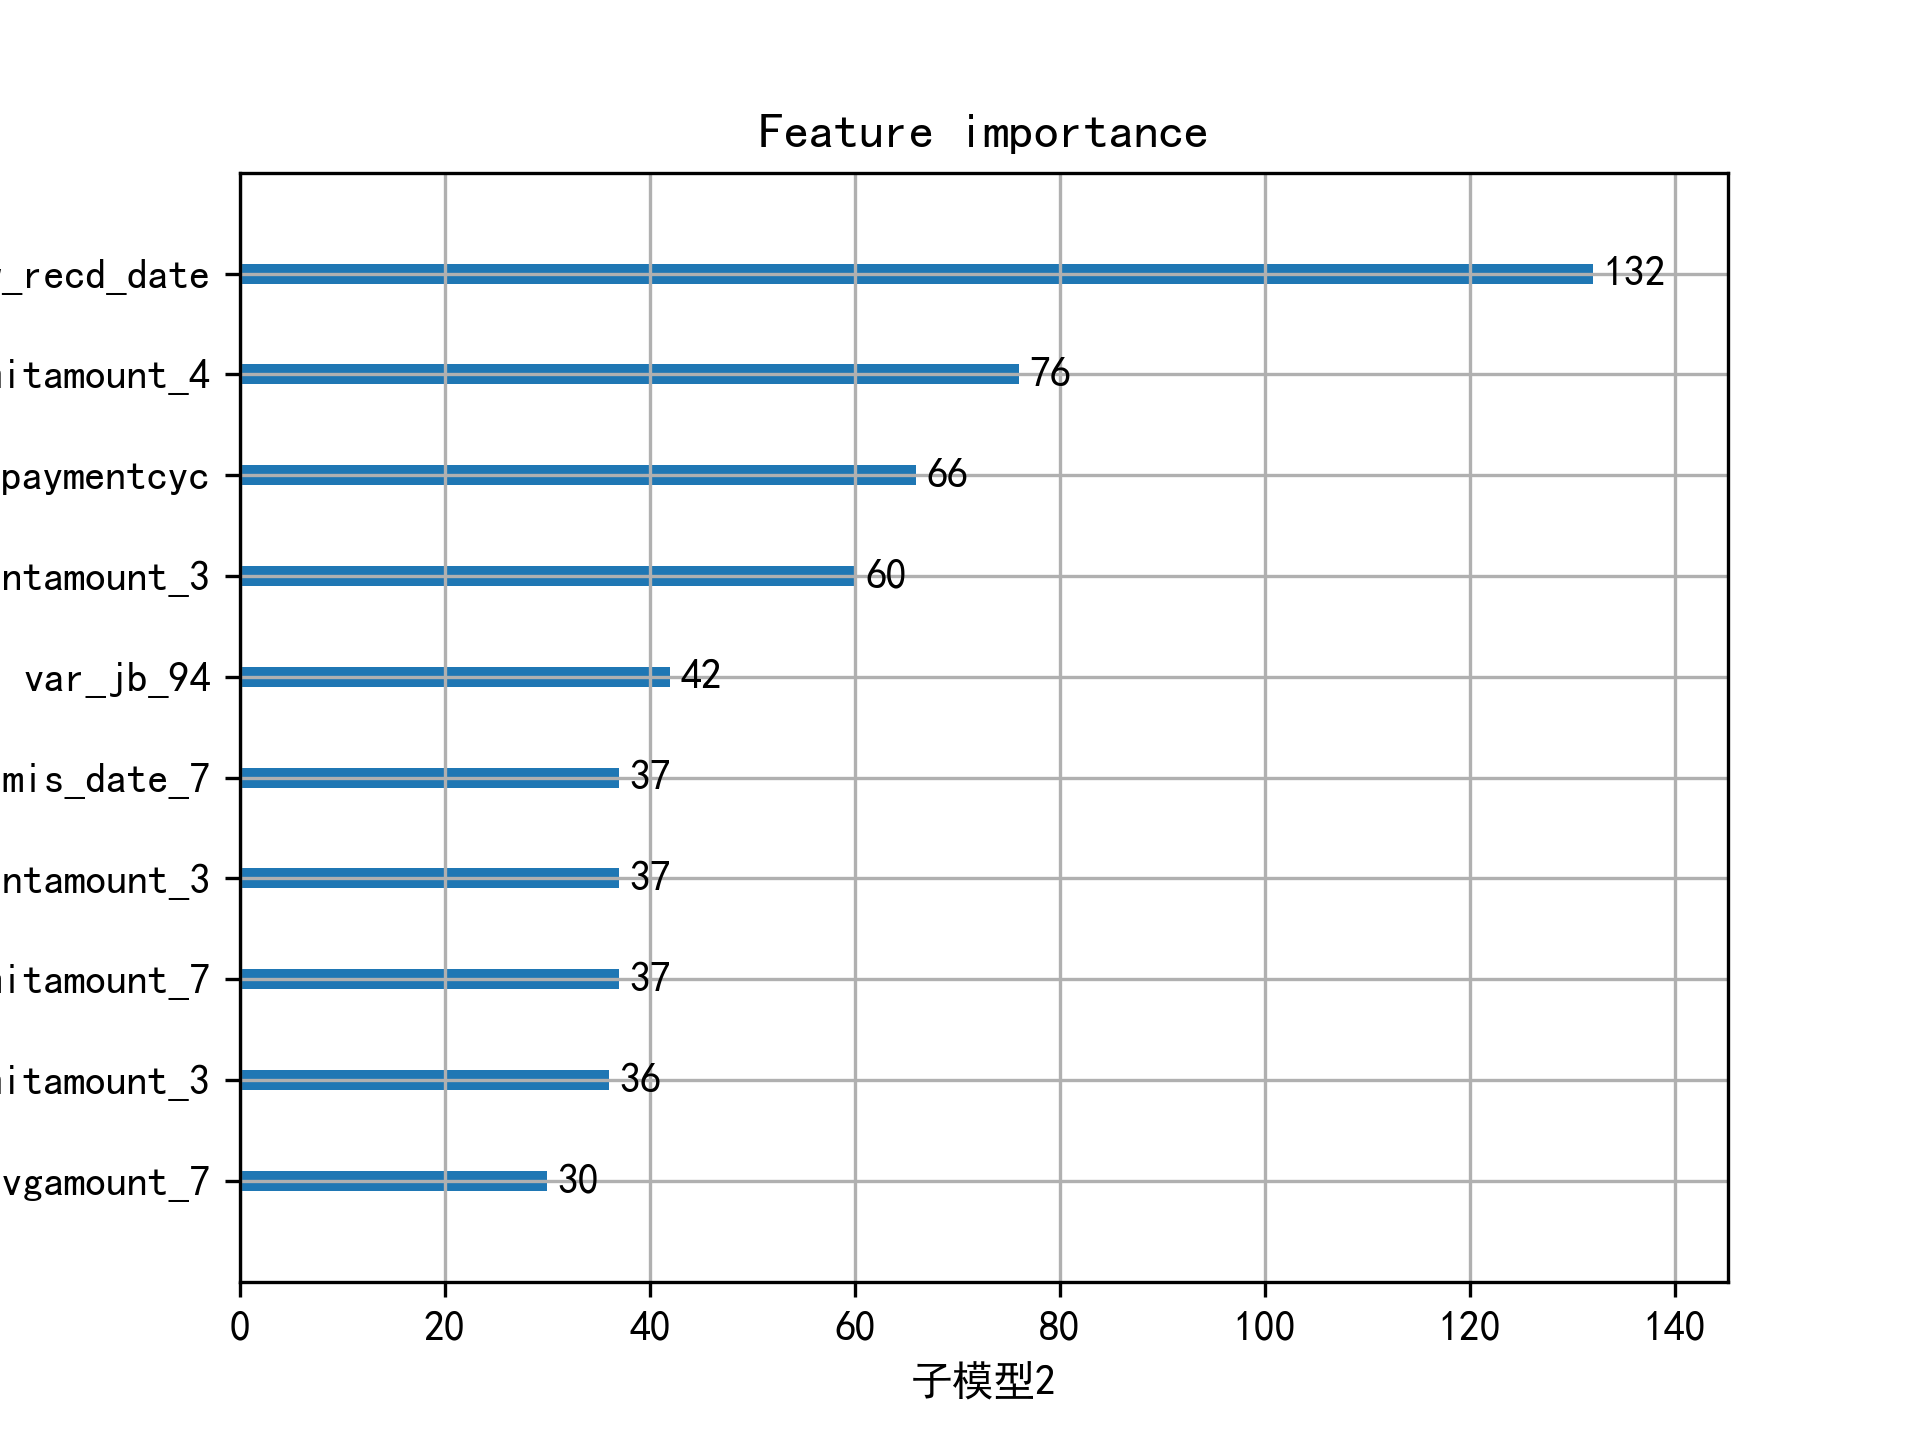 Feature importance
_recd_date 132
itamount_4 76
paymentcyc 66
ntamount_3 60
var_jb_94 42
mis_date_7 37
ntamount_3 37
itamount_7 37
itamount_3 36
vgamount_7 30
0 20 40 60 80 100 120 140
子模型2